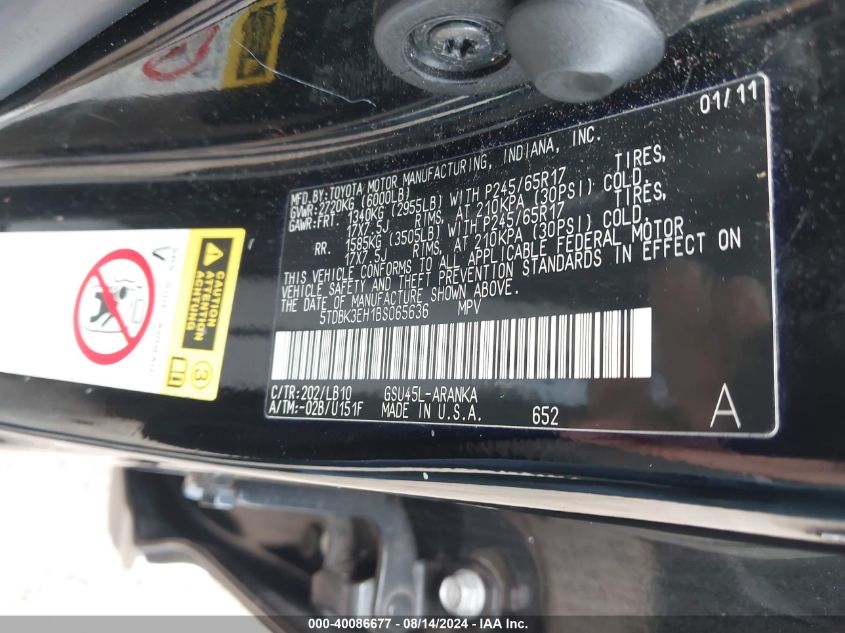 01/11
MFD.BY:TOYOTA MOTOR MANUFACTURING, INDIANA, INC.
GVWR:2720KG (6000LB)
GAWR:FRT 1340KG (2955LB) WITH P245/65R17 TIRES,
17X7.5J RIMS, AT 210KPA (30PSI) COLD.
RR. 1585KG (3505LB) WITH P245/65R17 TIRES,
17X7.5J RIMS, AT 210KPA (30PSI) COLD.
THIS VEHICLE CONFORMS TO ALL APPLICABLE FEDERAL MOTOR
VEHICLE SAFETY AND THEFT PREVENTION STANDARDS IN EFFECT ON
THE DATE OF MANUFACTURE SHOWN ABOVE.
5TDBK3EH1BS065636 MPV
C/TR:202/LB10 GSU45L-ARANKA
A/TM:-02B/U151F MADE IN U.S.A. 652 A
CAUTION
ATTENTION
ACHTUNG
3
000-40086677 - 08/14/2024 - IAA Inc.